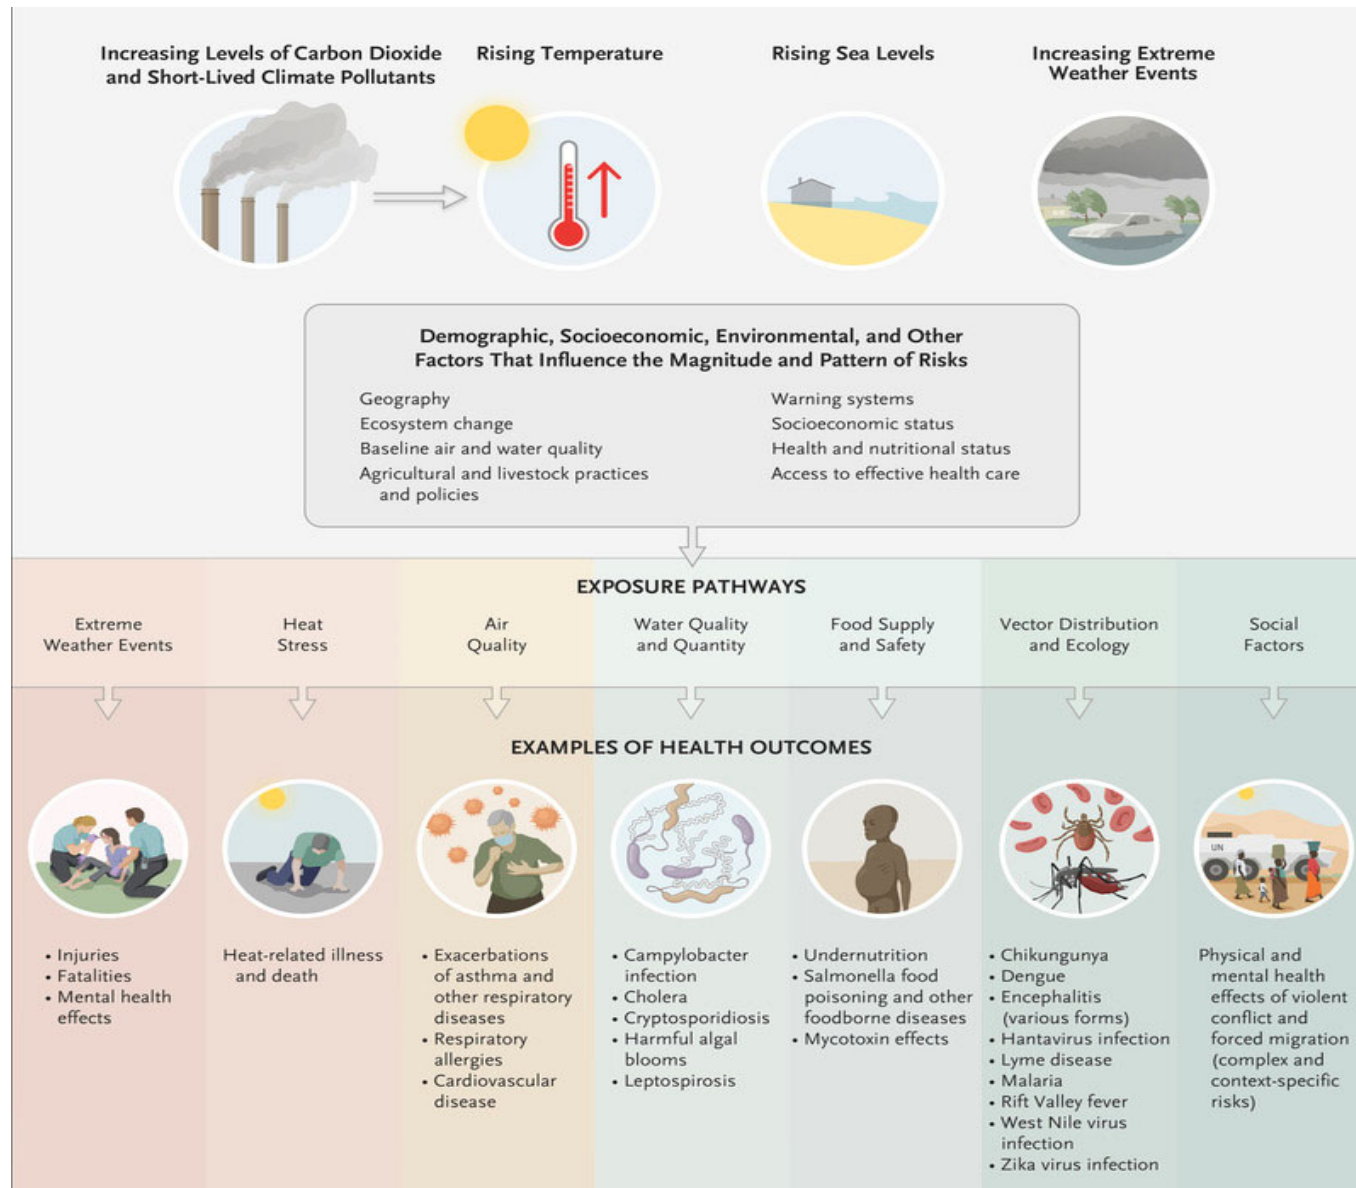 Increasing Levels of Carbon Dioxide
and Short-Lived Climate Pollutants
Rising Temperature
Rising Sea Levels
Increasing Extreme
Weather Events
Demographic, Socioeconomic, Environmental, and Other
Factors That Influence the Magnitude and Pattern of Risks
Geography
Ecosystem change
Baseline air and water quality
Agricultural and livestock practices
and policies
Warning systems
Socioeconomic status
Health and nutritional status
Access to effective health care
EXPOSURE PATHWAYS
Extreme
Weather Events
Heat
Stress
Air
Quality
Water Quality
and Quantity
Food Supply
and Safety
Vector Distribution
and Ecology
Social
Factors
EXAMPLES OF HEALTH OUTCOMES
UN
• Injuries
• Fatalities
• Mental health
effects
Heat-related illness
and death
• Exacerbations
of asthma and
other respiratory
diseases
• Respiratory
allergies
• Cardiovascular
disease
• Campylobacter
infection
• Cholera
• Cryptosporidiosis
• Harmful algal
blooms
• Leptospirosis
• Undernutrition
• Salmonella food
poisoning and other
foodborne diseases
• Mycotoxin effects
• Chikungunya
• Dengue
• Encephalitis
(various forms)
• Hantavirus infection
• Lyme disease
• Malaria
• Rift Valley fever
• West Nile virus
infection
• Zika virus infection
Physical and
mental health
effects of violent
conflict and
forced migration
(complex and
context-specific
risks)